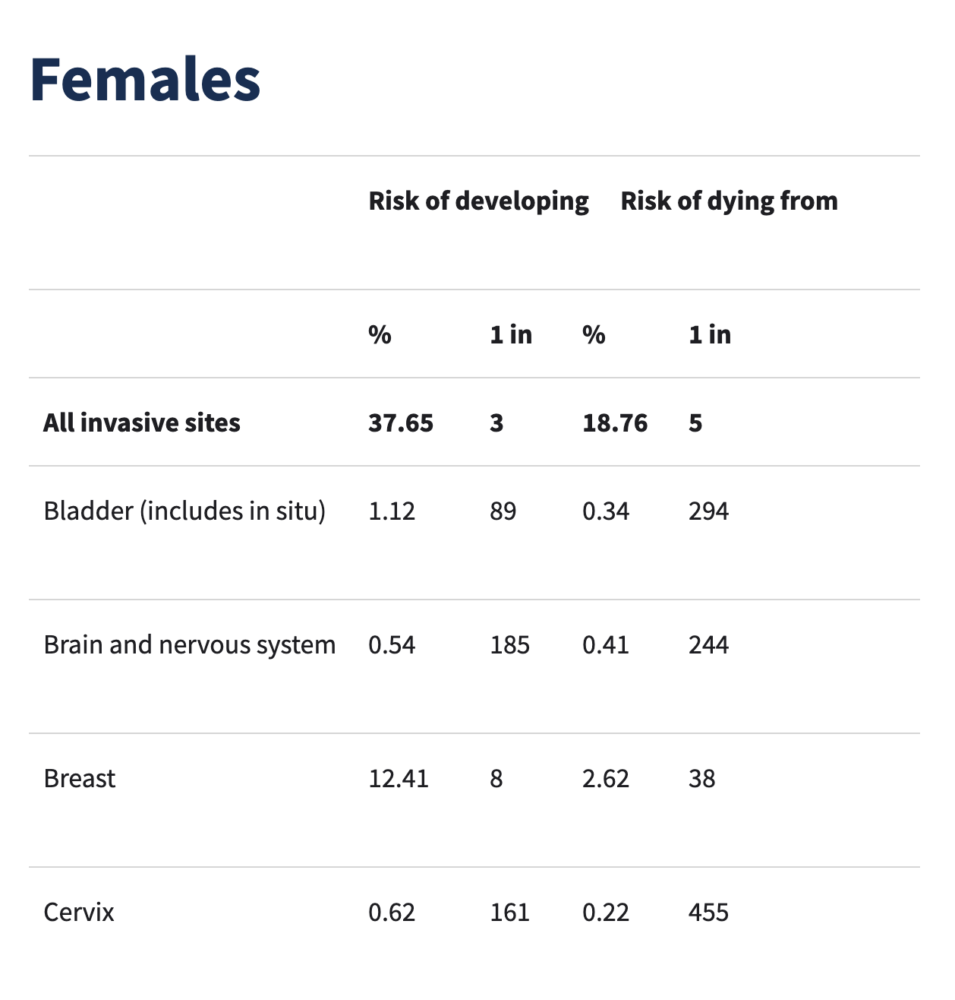 Females
Risk of developing Risk of dying from
% 1 in % 1 in
All invasive sites 37.65 3 18.76 5
Bladder (includes in situ) 1.12 89 0.34 294
Brain and nervous system 0.54 185 0.41 244
Breast 12.41 8 2.62 38
Cervix 0.62 161 0.22 455